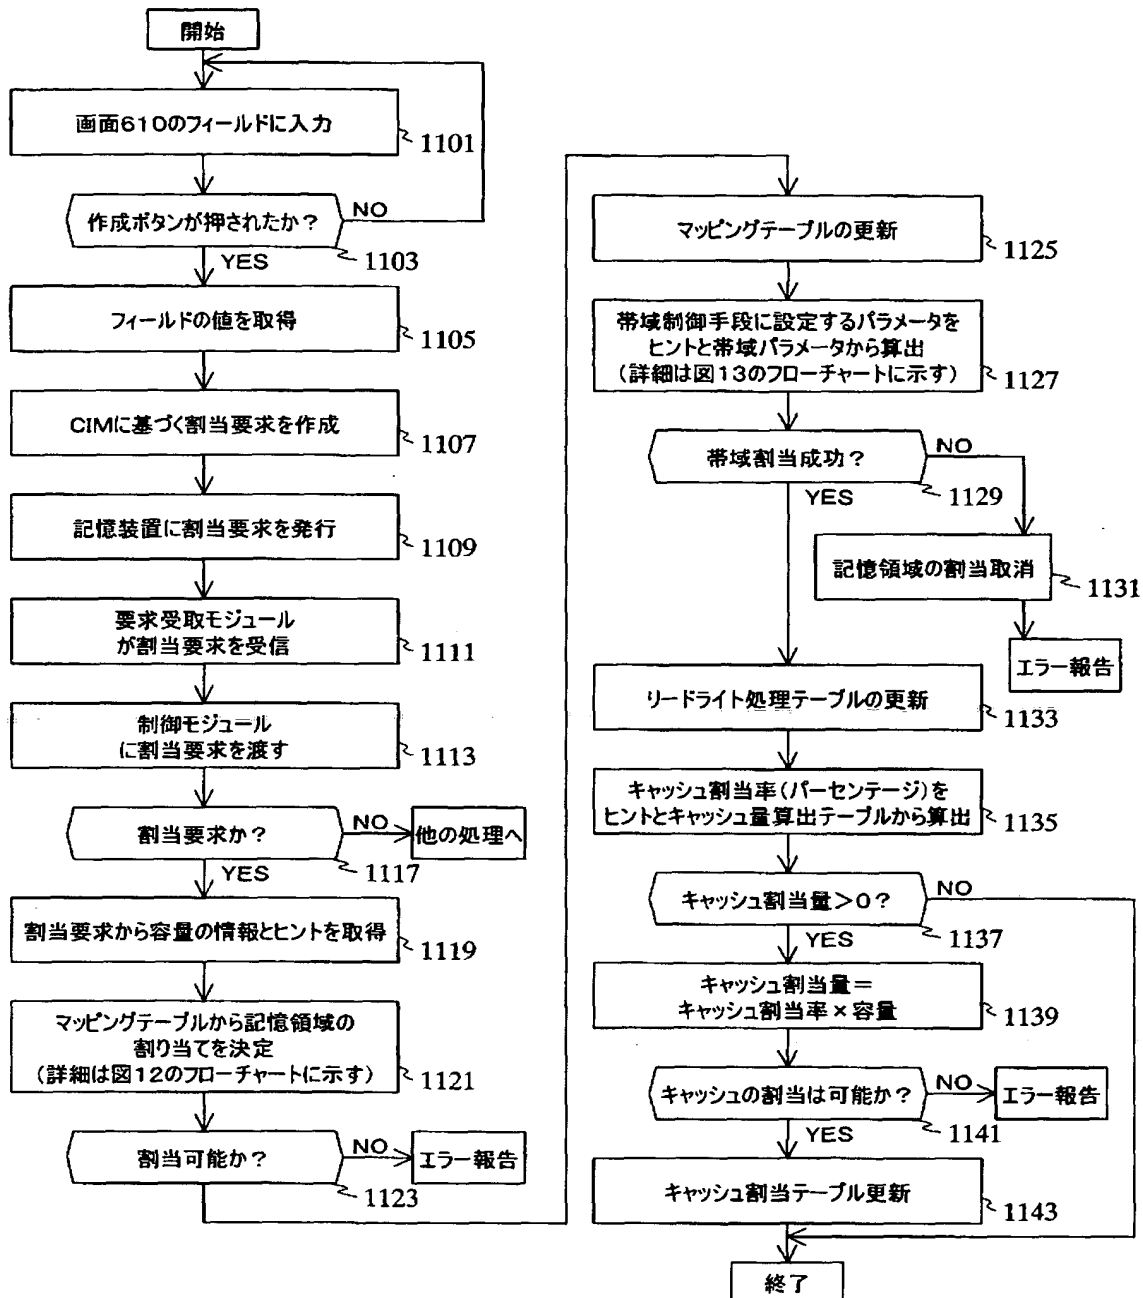 開始
画面610のフィールドに入力
1101
作成ボタンが押されたか?
NO
1103
YES
フィールドの値を取得
1105
CIMに基づく割当要求を作成
1107
記憶装置に割当要求を発行
1109
要求受取モジュール
が割当要求を受信
1111
制御モジュール
に割当要求を渡す
1113
割当要求か?
NO
他の処理へ
1117
YES
割当要求から容量の情報とヒントを取得
1119
マッピングテーブルから記憶領域の
割り当てを決定
(詳細は図12のフローチャートに示す)
1121
割当可能か?
NO
エラー報告
1123
マッピングテーブルの更新
1125
帯域制御手段に設定するパラメータを
ヒントと帯域パラメータから算出
(詳細は図13のフローチャートに示す)
1127
帯域割当成功?
NO
1129
YES
記憶領域の割当取消
1131
エラー報告
リードライト処理テーブルの更新
1133
キャッシュ割当率(パーセンテージ)を
ヒントとキャッシュ量算出テーブルから算出
1135
キャッシュ割当量>0?
NO
1137
YES
キャッシュ割当量=
キャッシュ割当率×容量
1139
キャッシュの割当は可能か?
NO
エラー報告
1141
YES
キャッシュ割当テーブル更新
1143
終了